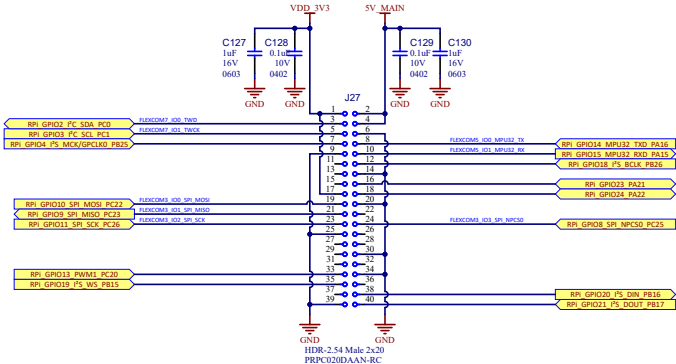 VDD_3V3
5V_MAIN
C127
1uF
16V
0603
C128
0.1uF
10V
0402
C129
0.1uF
10V
0402
C130
1uF
16V
0603
GND
GND
GND
GND
J27
1 2
3 4
5 6
7 8
9 10
11 12
13 14
15 16
17 18
19 20
21 22
23 24
25 26
27 28
29 30
31 32
33 34
35 36
37 38
39 40
RPi_GPIO2_I²C_SDA_PC0
FLEXCOM7_IO0_TWD
RPi_GPIO3_I²C_SCL_PC1
FLEXCOM7_IO1_TWCK
RPi_GPIO4_I²S_MCK/GPCLK0_PB25
FLEXCOM5_IO0_MPU32_TX
RPi_GPIO14_MPU32_TXD_PA16
FLEXCOM5_IO1_MPU32_RX
RPi_GPIO15_MPU32_RXD_PA15
RPi_GPIO18_I²S_BCLK_PB26
RPi_GPIO23_PA21
RPi_GPIO24_PA22
RPi_GPIO10_SPI_MOSI_PC22
FLEXCOM3_IO0_SPI_MOSI
RPi_GPIO9_SPI_MISO_PC23
FLEXCOM3_IO1_SPI_MISO
RPi_GPIO11_SPI_SCK_PC26
FLEXCOM3_IO2_SPI_SCK
FLEXCOM3_IO3_SPI_NPCS0
RPi_GPIO8_SPI_NPCS0_PC25
RPi_GPIO13_PWM1_PC20
RPi_GPIO19_I²S_WS_PB15
RPi_GPIO20_I²S_DIN_PB16
RPi_GPIO21_I²S_DOUT_PB17
GND
GND
HDR-2.54 Male 2x20
PRPC020DAAN-RC